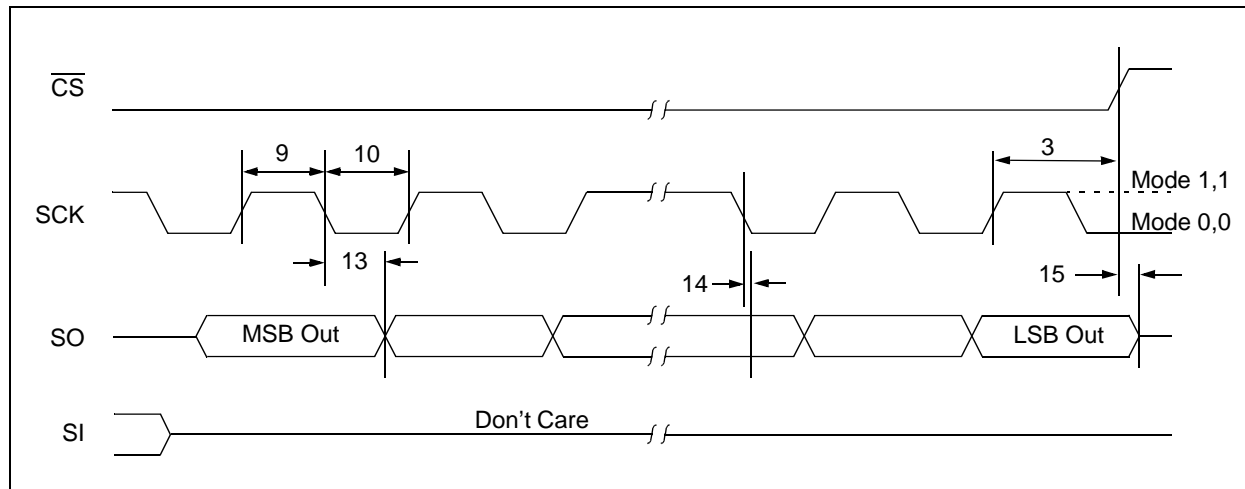 C̅S̅
9
10
3
Mode 1,1
SCK
Mode 0,0
13
14
15
SO
MSB Out
LSB Out
Don't Care
SI